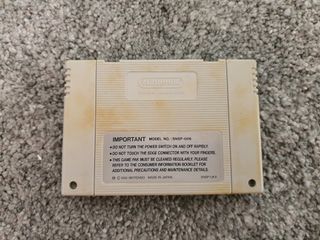 Nintendo
IMPORTANT MODEL NO.: SNSP-006
•DO NOT TURN THE POWER SWITCH ON AND OFF RAPIDLY.
•DO NOT TOUCH THE EDGE CONNECTOR WITH YOUR FINGERS.
•THIS GAME PAK MUST BE CLEANED REGULARLY. PLEASE
REFER TO THE CONSUMER INFORMATION BOOKLET FOR
ADDITIONAL PRECAUTIONS AND MAINTENANCE DETAILS.
NINTENDO MADE IN JAPAN